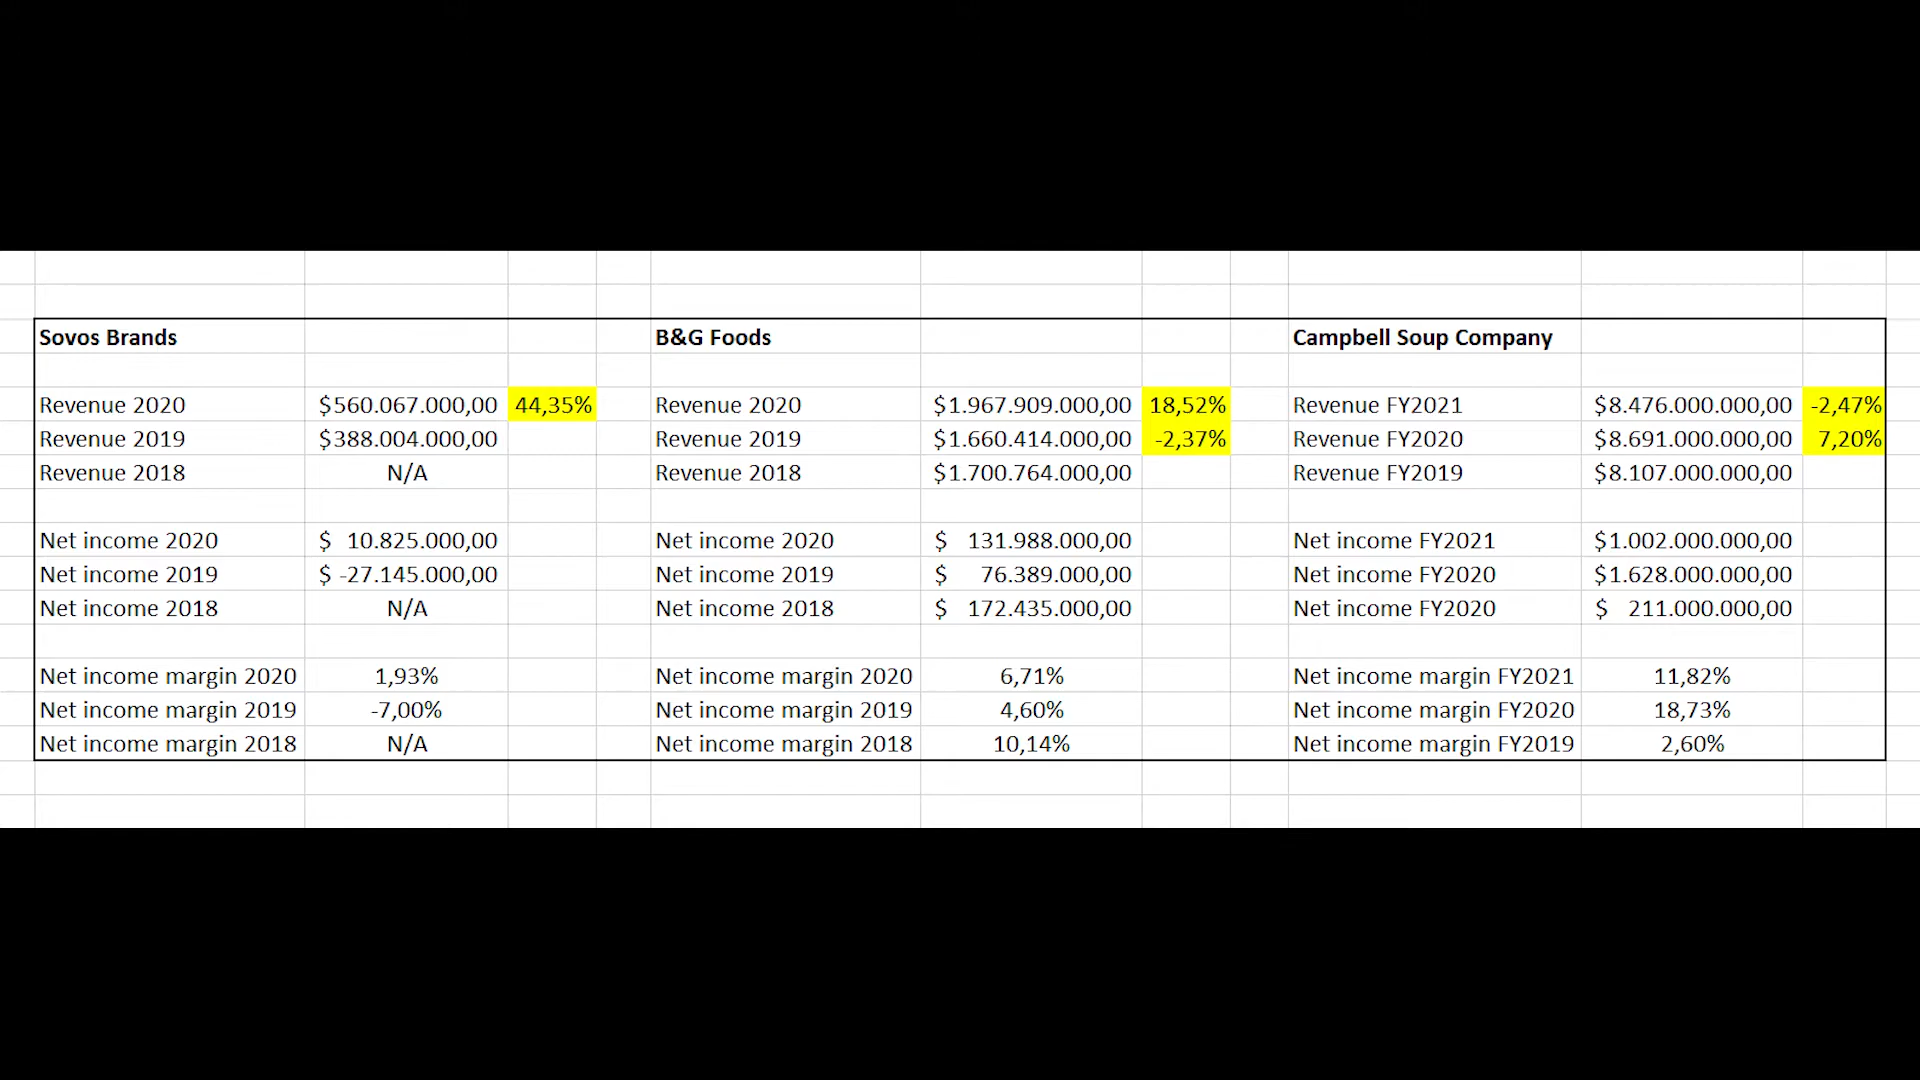 Sovos Brands B&G Foods Campbell Soup Company
Revenue 2020 $560.067.000,00 44,35% Revenue 2020 $1.967.909.000,00 18,52% Revenue FY2021 $8.476.000.000,00 -2,47%
Revenue 2019 $388.004.000,00 Revenue 2019 $1.660.414.000,00 -2,37% Revenue FY2020 $8.691.000.000,00 7,20%
Revenue 2018 N/A Revenue 2018 $1.700.764.000,00 Revenue FY2019 $8.107.000.000,00
Net income 2020 $ 10.825.000,00 Net income 2020 $ 131.988.000,00 Net income FY2021 $1.002.000.000,00
Net income 2019 $ -27.145.000,00 Net income 2019 $ 76.389.000,00 Net income FY2020 $1.628.000.000,00
Net income 2018 N/A Net income 2018 $ 172.435.000,00 Net income FY2020 $ 211.000.000,00
Net income margin 2020 1,93% Net income margin 2020 6,71% Net income margin FY2021 11,82%
Net income margin 2019 -7,00% Net income margin 2019 4,60% Net income margin FY2020 18,73%
Net income margin 2018 N/A Net income margin 2018 10,14% Net income margin FY2019 2,60%